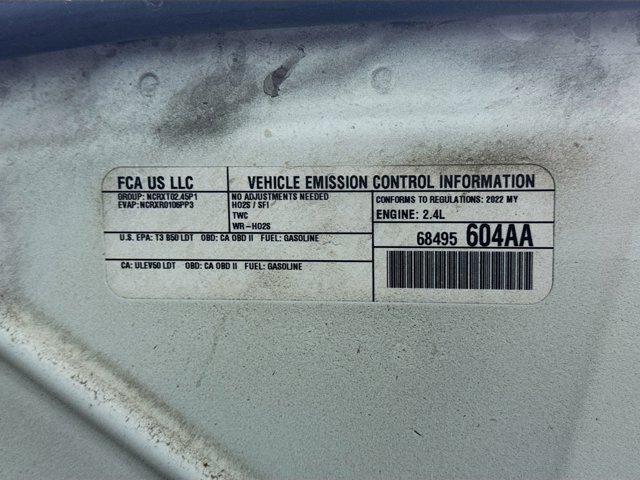 FCA US LLC
VEHICLE EMISSION CONTROL INFORMATION
GROUP: NCRXT02.45P1
EVAP: NCRXR0106PP3
NO ADJUSTMENTS NEEDED
HO2S / SFI
TWC
WR-HO2S
CONFORMS TO REGULATIONS: 2022 MY
ENGINE: 2.4L
U.S. EPA: T3 B50 LDT OBD: CA OBD II FUEL: GASOLINE
68495 604AA
CA: ULEV50 LDT OBD: CA OBD II FUEL: GASOLINE